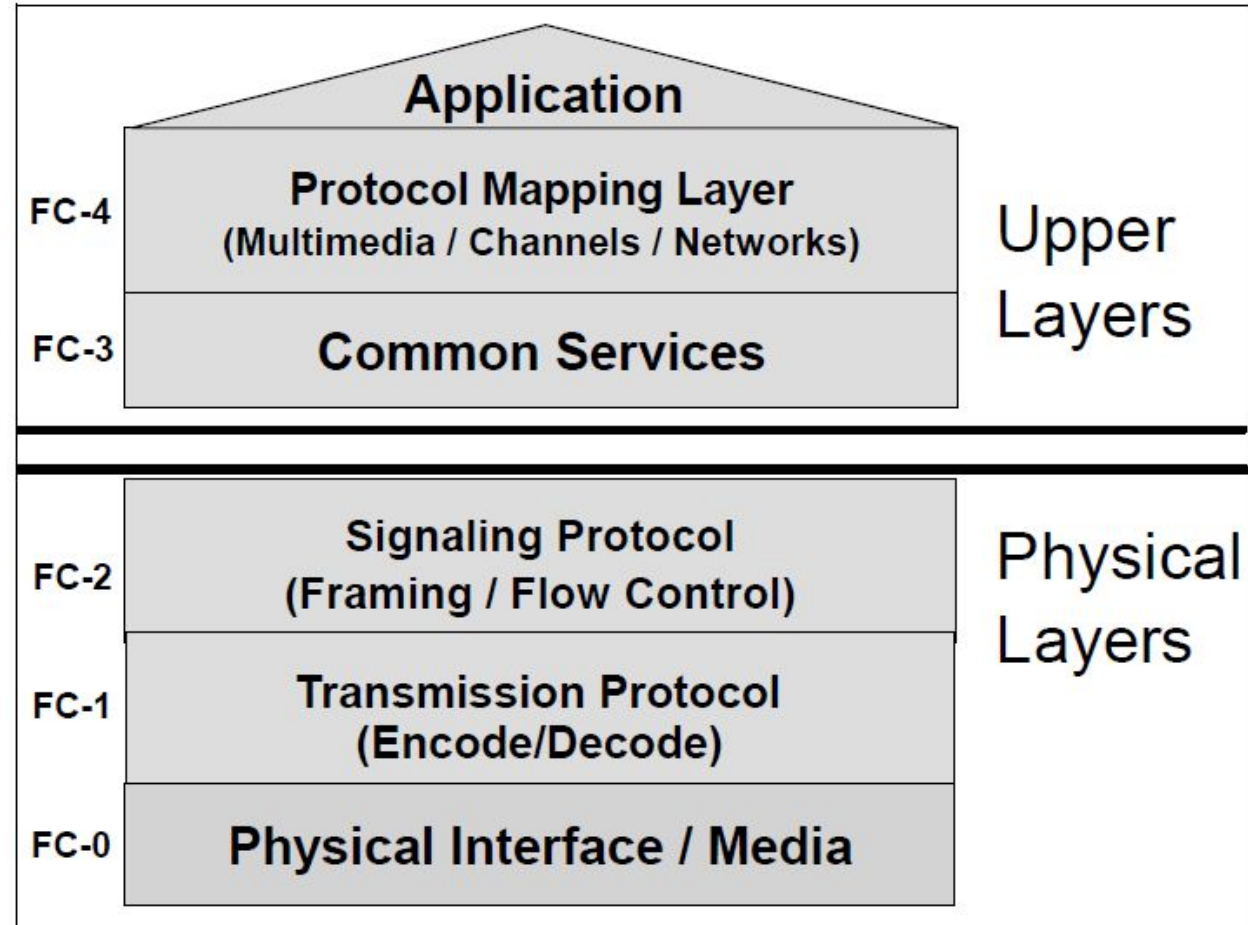 Application
FC-4
Protocol Mapping Layer
(Multimedia / Channels / Networks)
Upper
Layers
FC-3
Common Services
FC-2
Signaling Protocol
(Framing / Flow Control)
Physical
Layers
FC-1
Transmission Protocol
(Encode/Decode)
FC-0
Physical Interface / Media